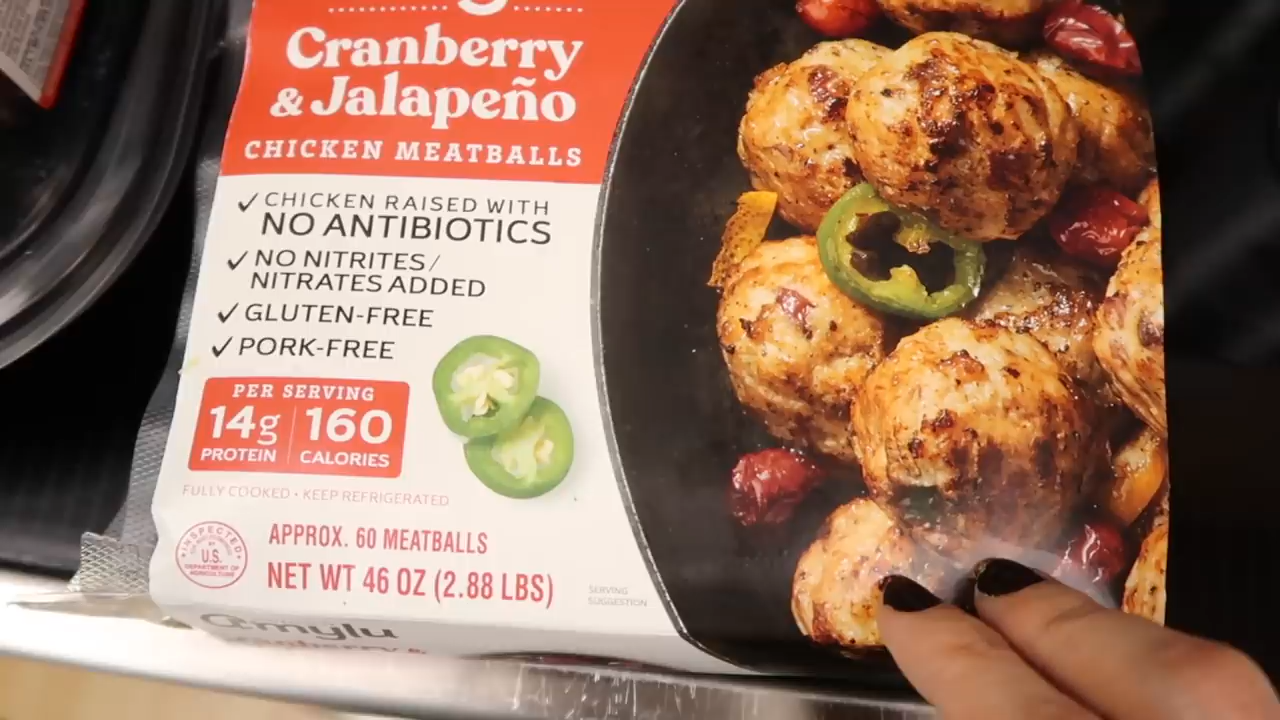 Cranberry
& Jalapeño
CHICKEN MEATBALLS
✓ CHICKEN RAISED WITH
NO ANTIBIOTICS
✓ NO NITRITES/
NITRATES ADDED
✓ GLUTEN-FREE
✓ PORK-FREE
PER SERVING
14g 160
PROTEIN CALORIES
FULLY COOKED • KEEP REFRIGERATED
INSPECTED
U.S.
DEPARTMENT OF
AGRICULTURE
APPROX. 60 MEATBALLS
NET WT 46 OZ (2.88 LBS)
SERVING
SUGGESTION
amylu